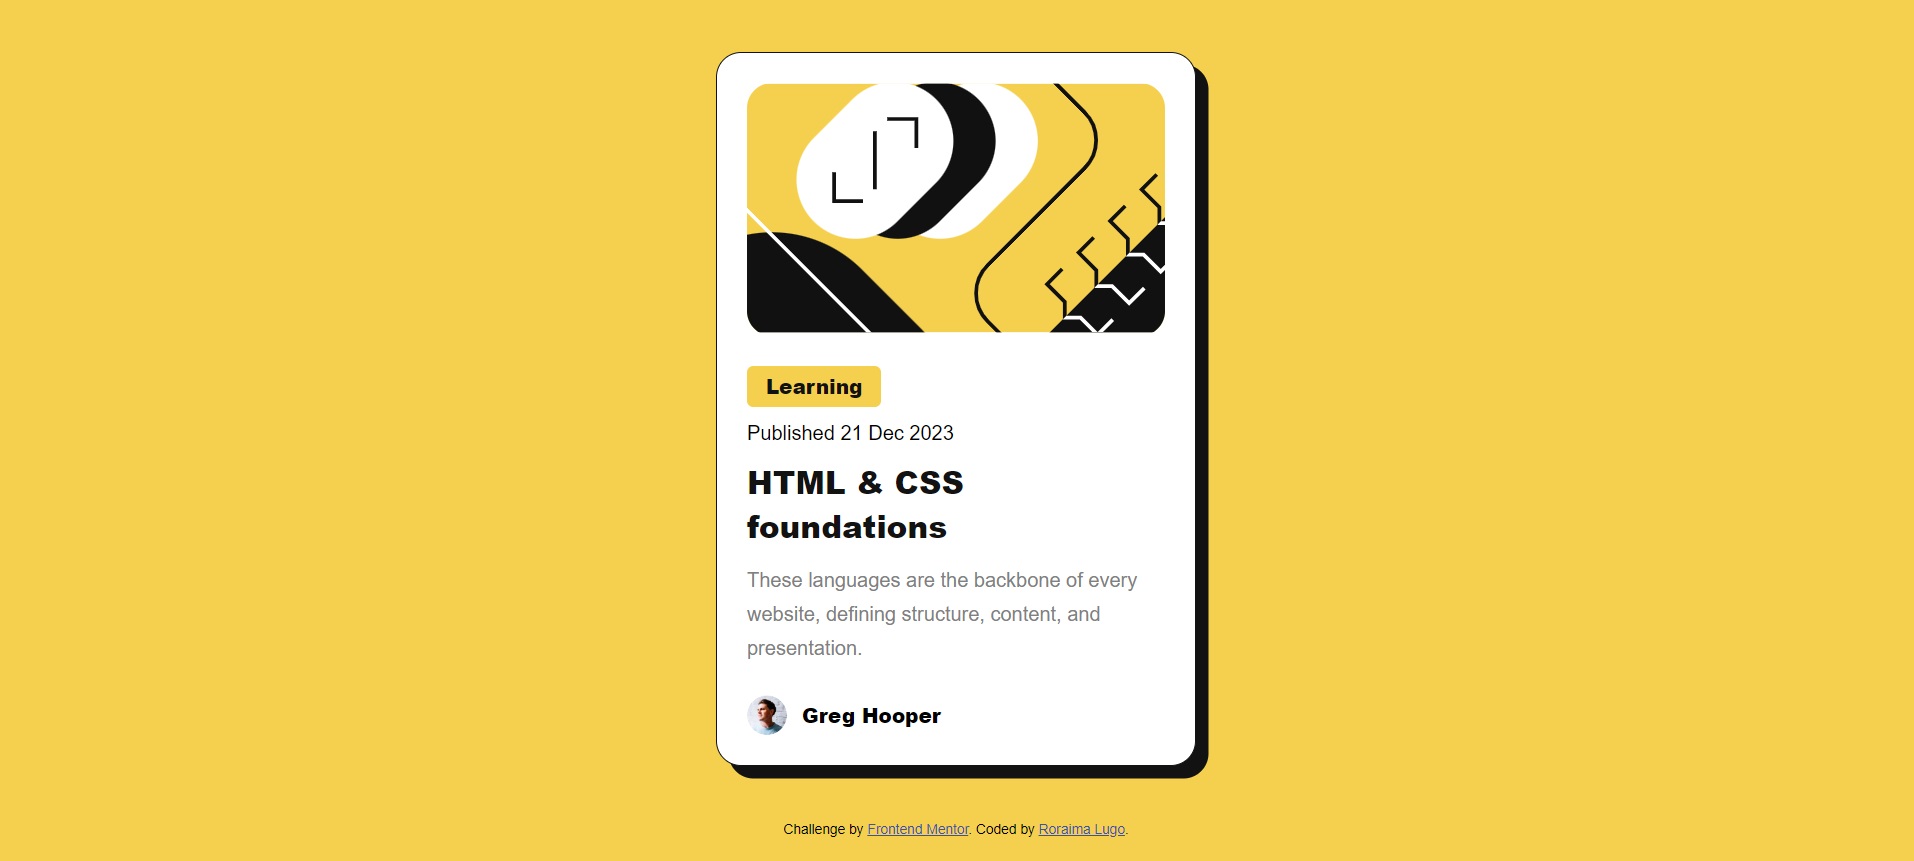 Learning
Published 21 Dec 2023
HTML & CSS
foundations
These languages are the backbone of every
website, defining structure, content, and
presentation.
Greg Hooper
Challenge by Frontend Mentor. Coded by Roraima Lugo.